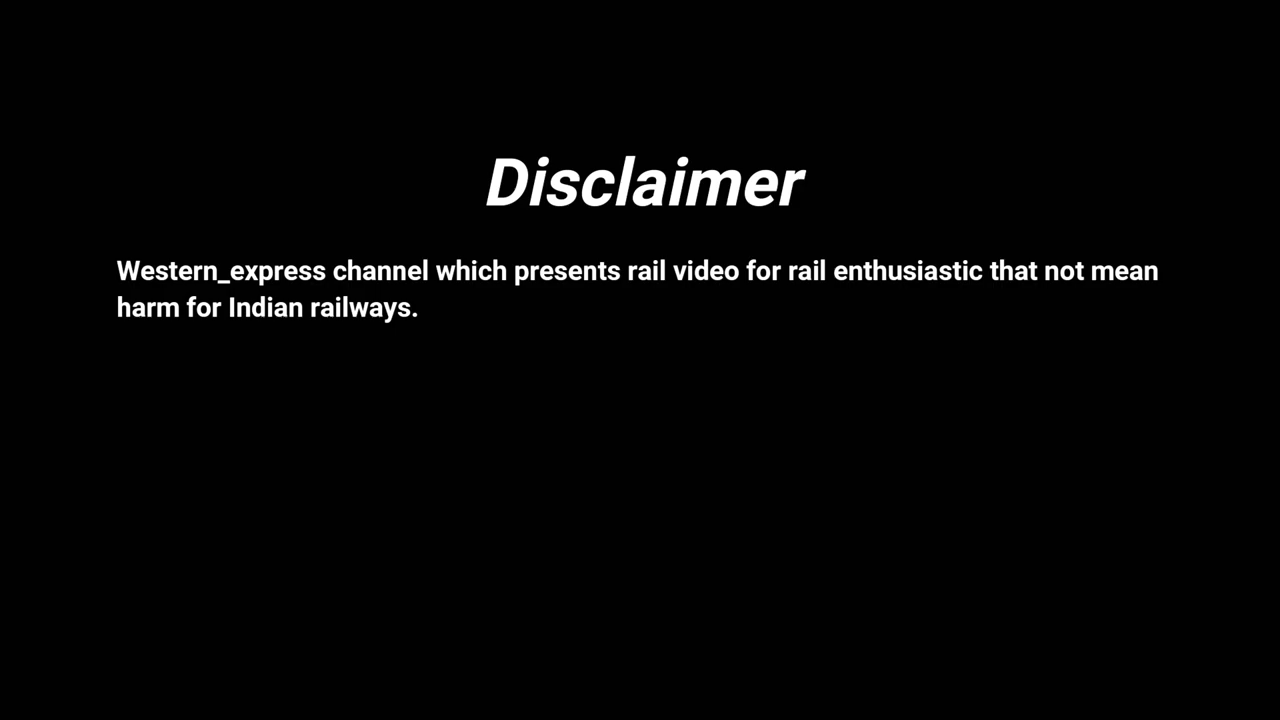 Disclaimer
Western_express channel which presents rail video for rail enthusiastic that not mean
harm for Indian railways.